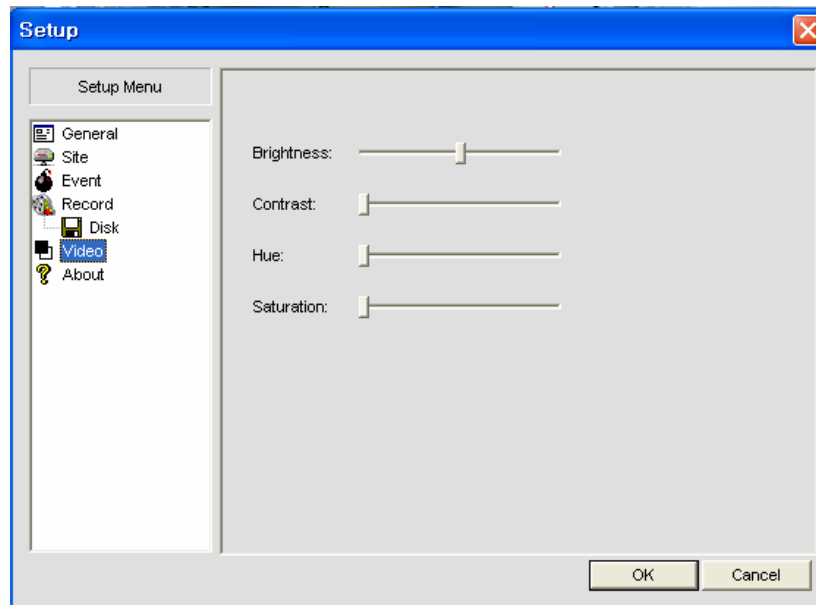 Setup
Setup Menu
General
Site
Event
Record
Disk
Video
About
Brightness:
Contrast:
Hue:
Saturation:
OK
Cancel